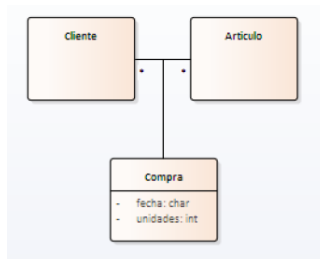 Cliente
Articulo
*
*
Compra
- fecha: char
- unidades: int